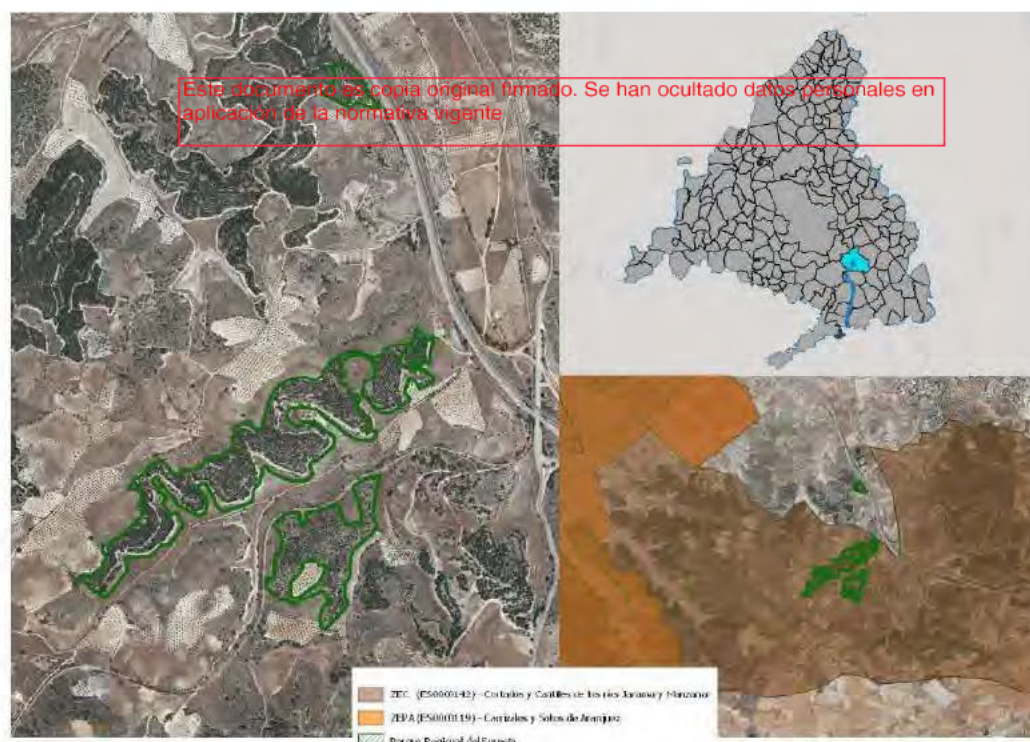 Este documento es copia original firmado. Se han ocultado datos personales en
aplicación de la normativa vigente
ZEC (ES0000142) - Cortados y Cantiles de los ríos Jarama y Manzanar
ZEPA (ES0000119) - Carrizales y Sotos de Aranjuez
Parque Regional del Sureste